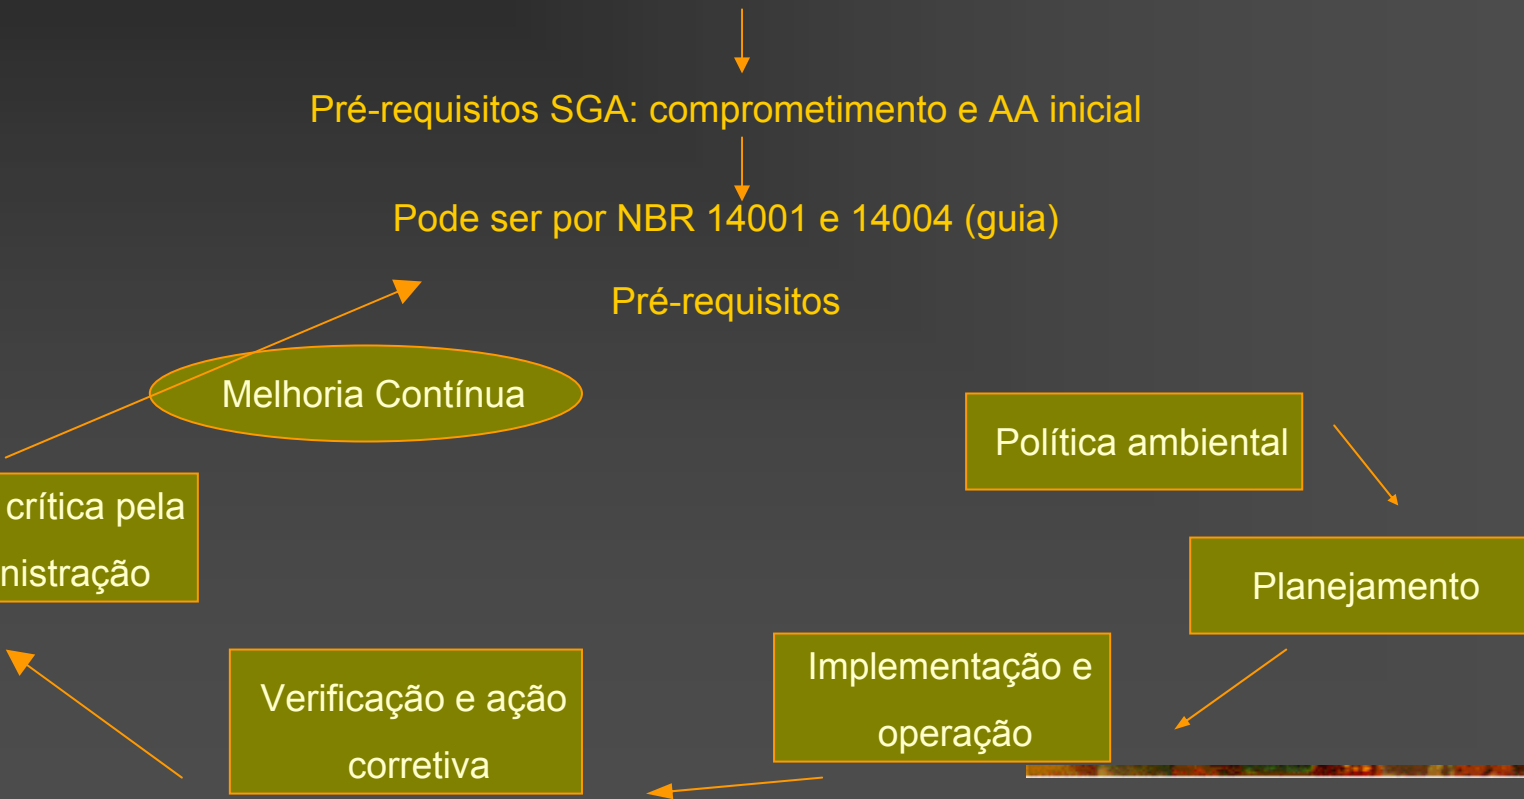 Pré-requisitos SGA: comprometimento e AA inicial
Pode ser por NBR 14001 e 14004 (guia)
Pré-requisitos
Melhoria Contínua
Política ambiental
crítica pela
nistração
Planejamento
Implementação e
operação
Verificação e ação
corretiva